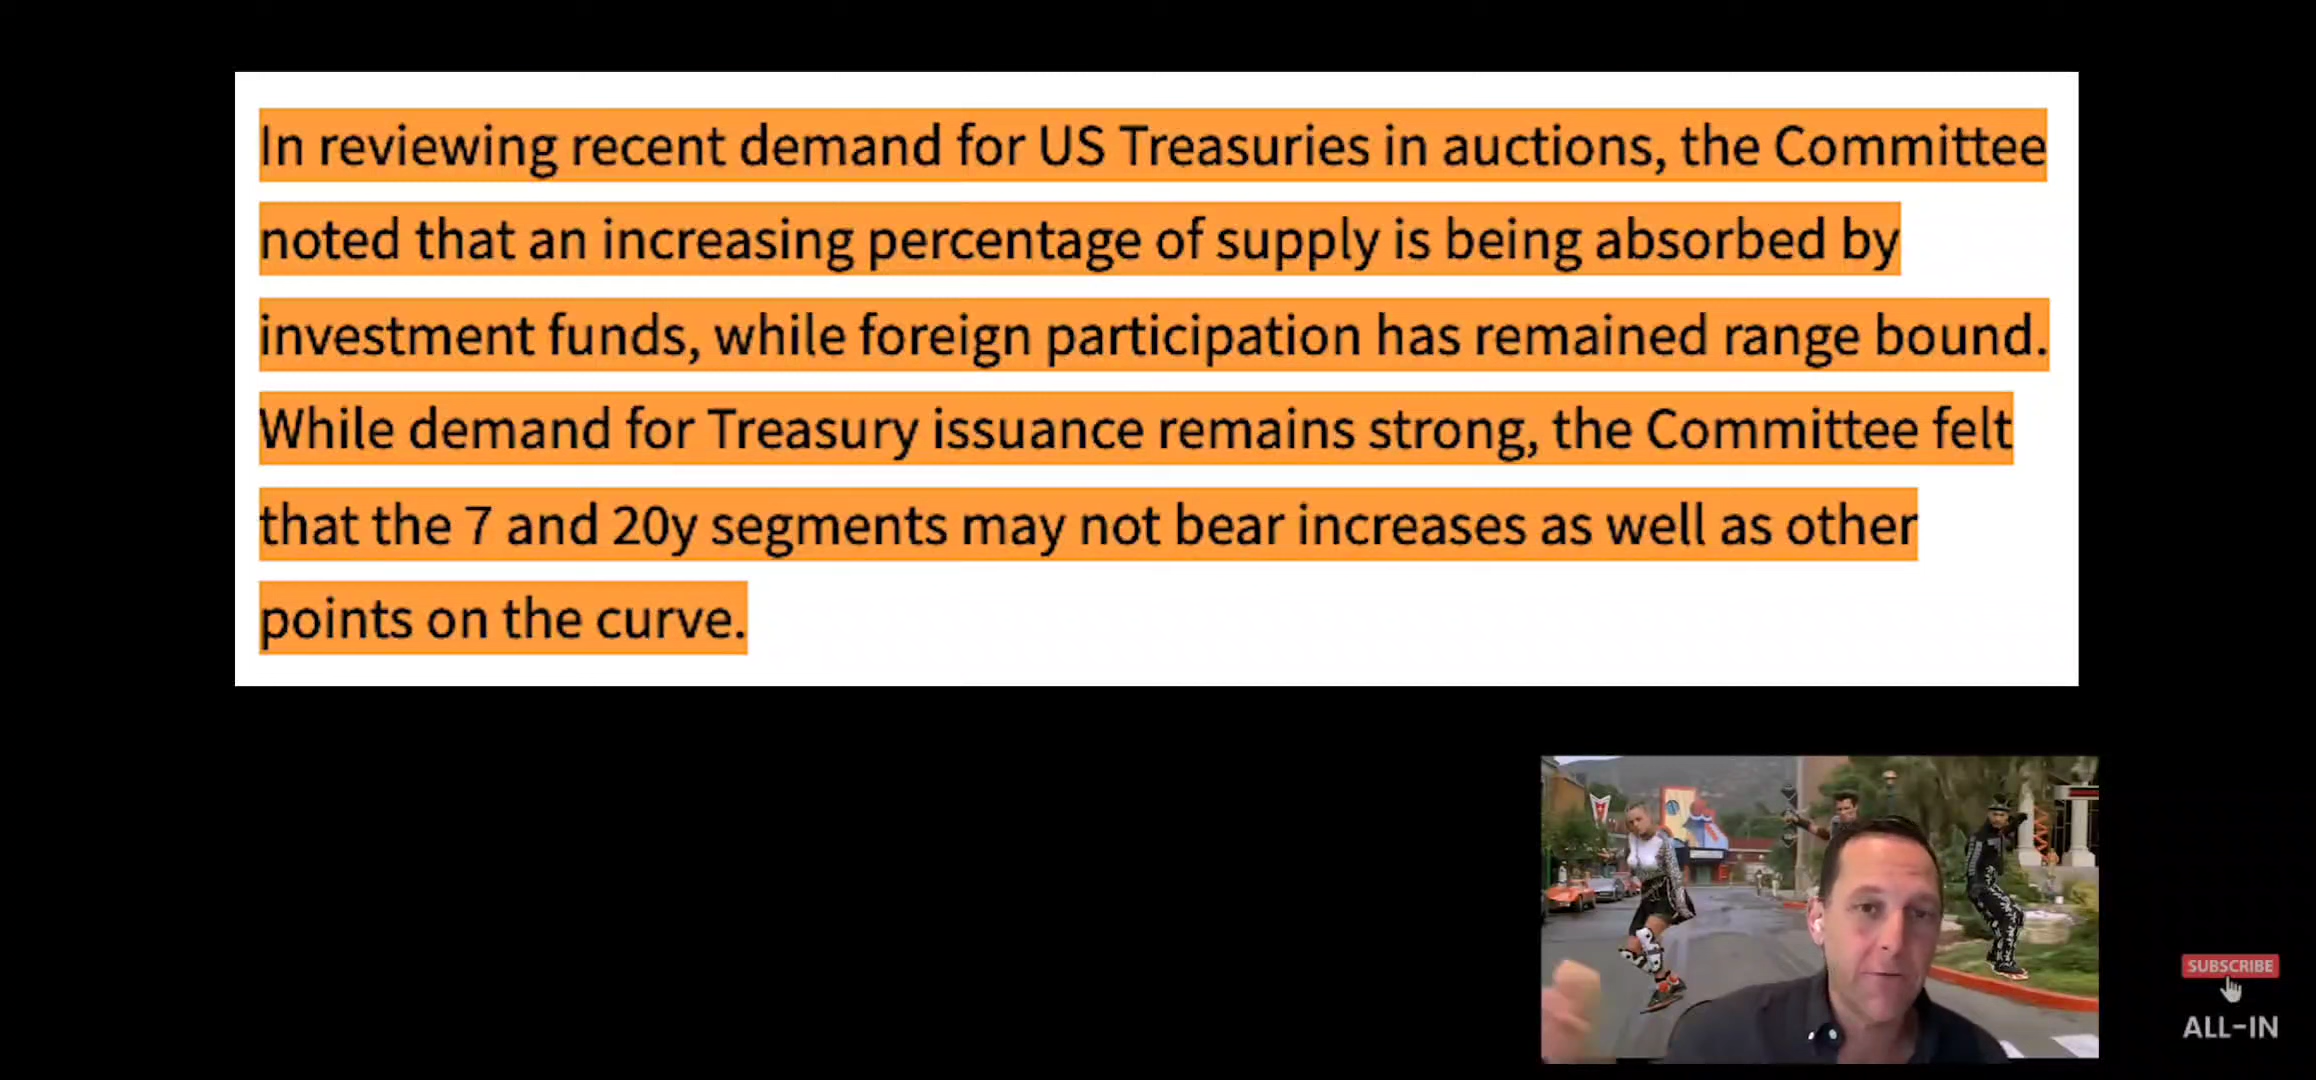 In reviewing recent demand for US Treasuries in auctions, the Committee
noted that an increasing percentage of supply is being absorbed by
investment funds, while foreign participation has remained range bound.
While demand for Treasury issuance remains strong, the Committee felt
that the 7 and 20y segments may not bear increases as well as other
points on the curve.
SUBSCRIBE
ALL-IN